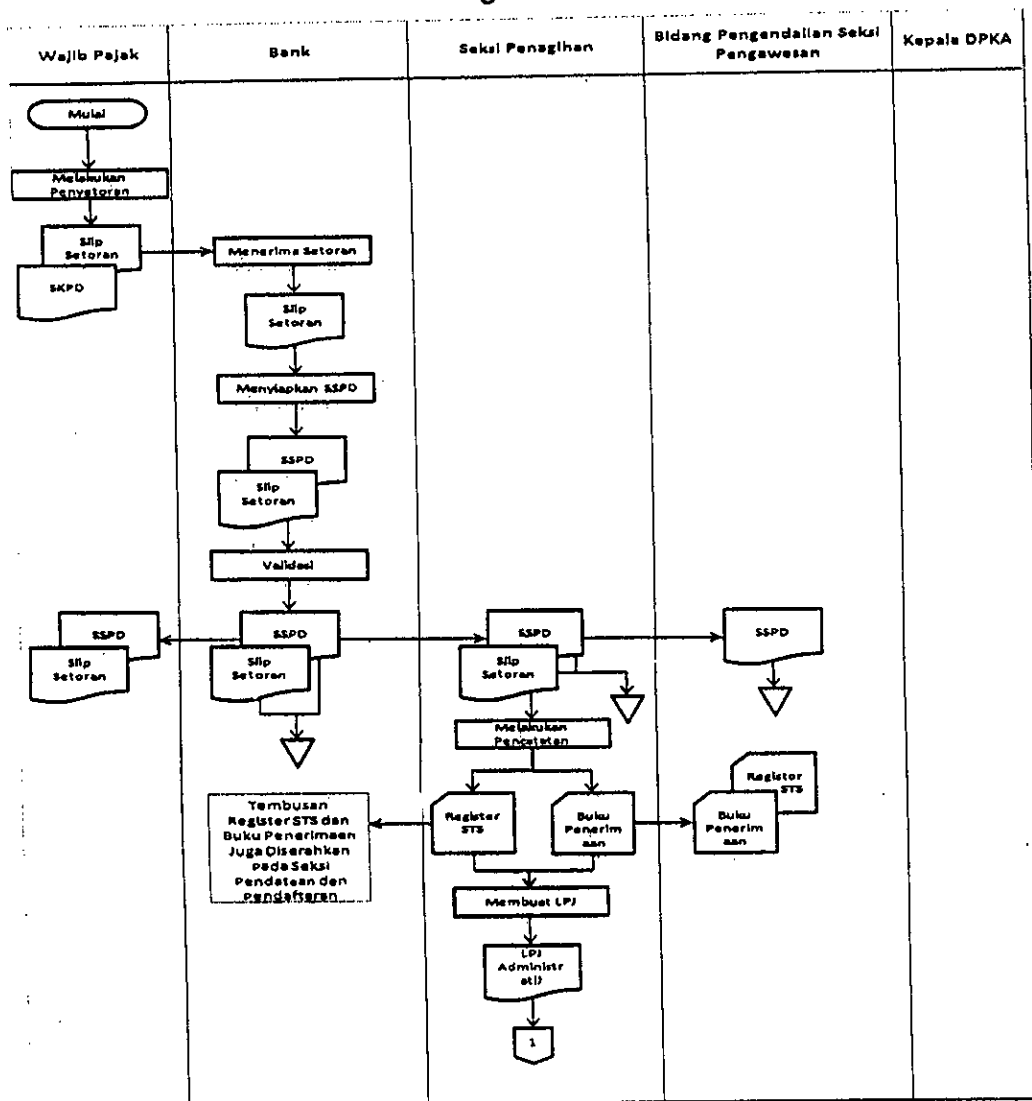 Wajib Pajak
Bank
Seksi Penagihan
Bidang Pengendalian Seksi
Pengawasan
Kepala DPKA
Mulai
Melakukan
Penyetoran
Slip
Setoran
SKPD
Menerima Setoran
Slip
Setoran
Menyiapkan SSPD
SSPD
Slip
Setoran
Validasi
SSPD
Slip
Setoran
SSPD
Slip
Setoran
SSPD
Slip
Setoran
SSPD
Melakukan
Pencatatan
Tembusan
Register STS dan
Buku Penerimaan
Juga Diserahkan
Pada Seksi
Pendataan dan
Pendaftaran
Register
STS
Buku
Penerim
aan
Register
STS
Buku
Penerim
aan
Membuat LPJ
LPJ
Administr
atif
1